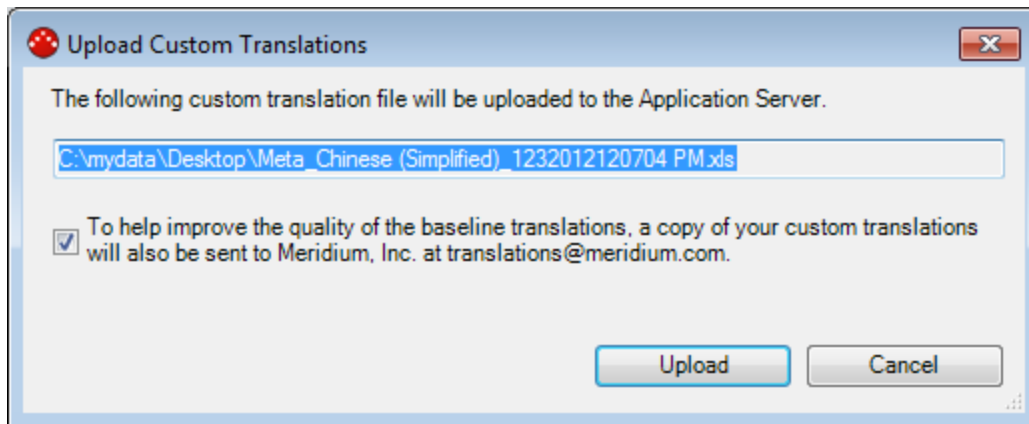 Upload Custom Translations
The following custom translation file will be uploaded to the Application Server.
C:\mydata\Desktop\Meta_Chinese (Simplified)_1232012120704 PM.xls
To help improve the quality of the baseline translations, a copy of your custom translations
will also be sent to Meridium, Inc. at translations@meridium.com.
Upload Cancel